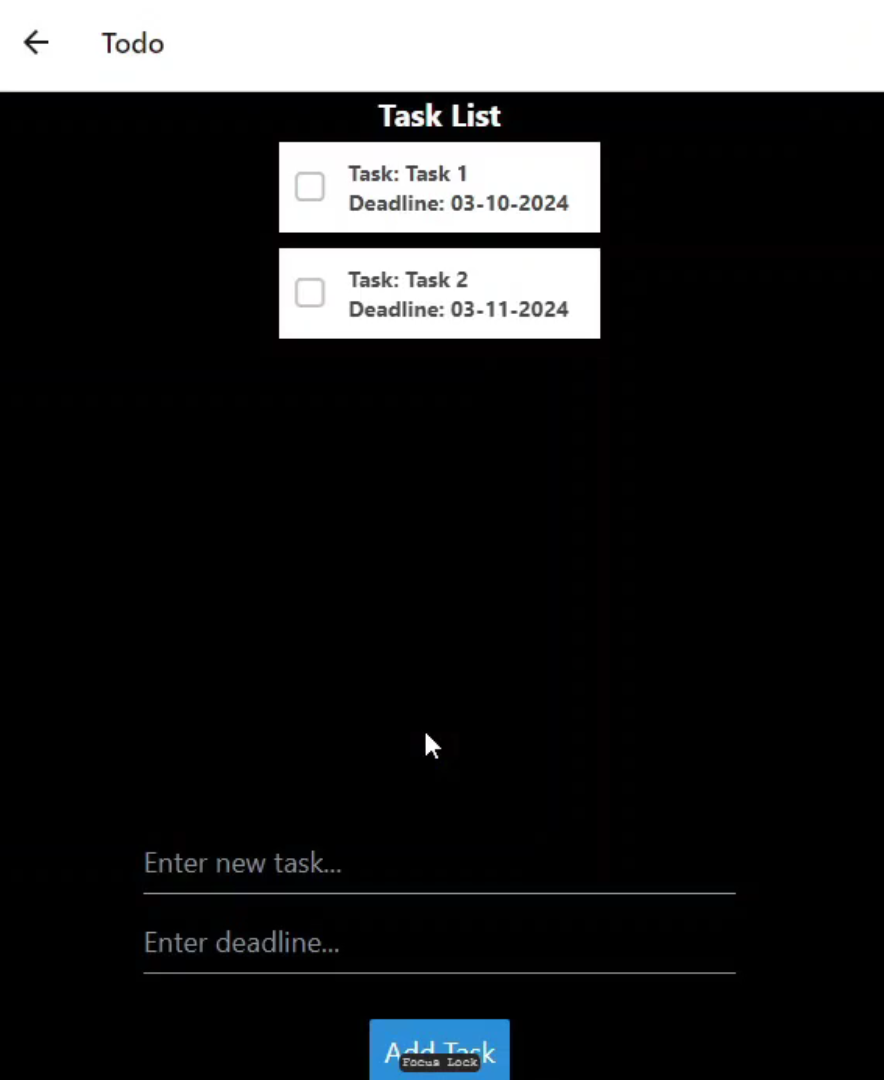 Todo
Task List
Task: Task 1
Deadline: 03-10-2024
Task: Task 2
Deadline: 03-11-2024
Enter new task...
Enter deadline...
Add Task
Focus Lock